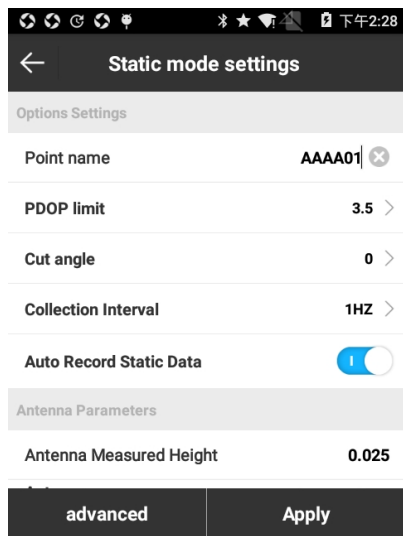 下午2:28
Static mode settings
Options Settings
Point name AAAA01
PDOP limit 3.5
Cut angle 0
Collection Interval 1HZ
Auto Record Static Data
Antenna Parameters
Antenna Measured Height 0.025
advanced Apply